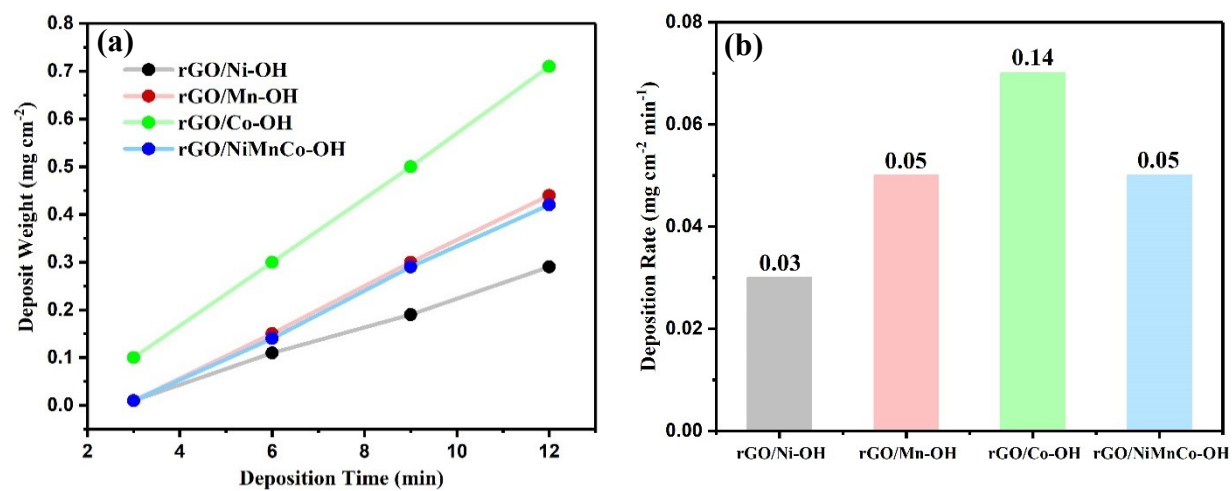 (a)
rGO/Ni-OH
rGO/Mn-OH
rGO/Co-OH
rGO/NiMnCo-OH
0.8
0.7
0.6
0.5
0.4
0.3
0.2
0.1
0.0
Deposit Weight (mg cm⁻²)
2 4 6 8 10 12
Deposition Time (min)
(b)
0.08
0.06
0.04
0.02
0.00
Deposition Rate (mg cm⁻² min⁻¹)
0.03
0.05
0.14
0.05
rGO/Ni-OH rGO/Mn-OH rGO/Co-OH rGO/NiMnCo-OH